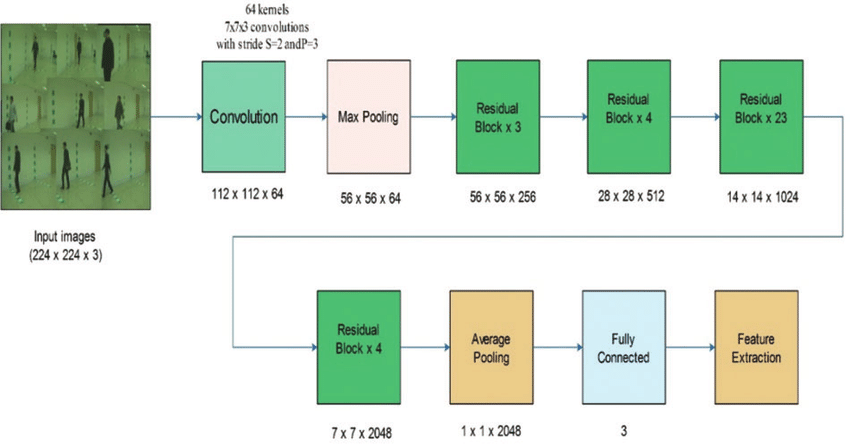 64 kernels
7x7x3 convolutions
with stride S=2 andP=3
Convolution
Max Pooling
Residual
Block x 3
Residual
Block x 4
Residual
Block x 23
112 x 112 x 64
56 x 56 x 64
56 x 56 x 256
28 x 28 x 512
14 x 14 x 1024
Input images
(224 x 224 x 3)
Residual
Block x 4
Average
Pooling
Fully
Connected
Feature
Extraction
7 x 7 x 2048
1 x 1 x 2048
3